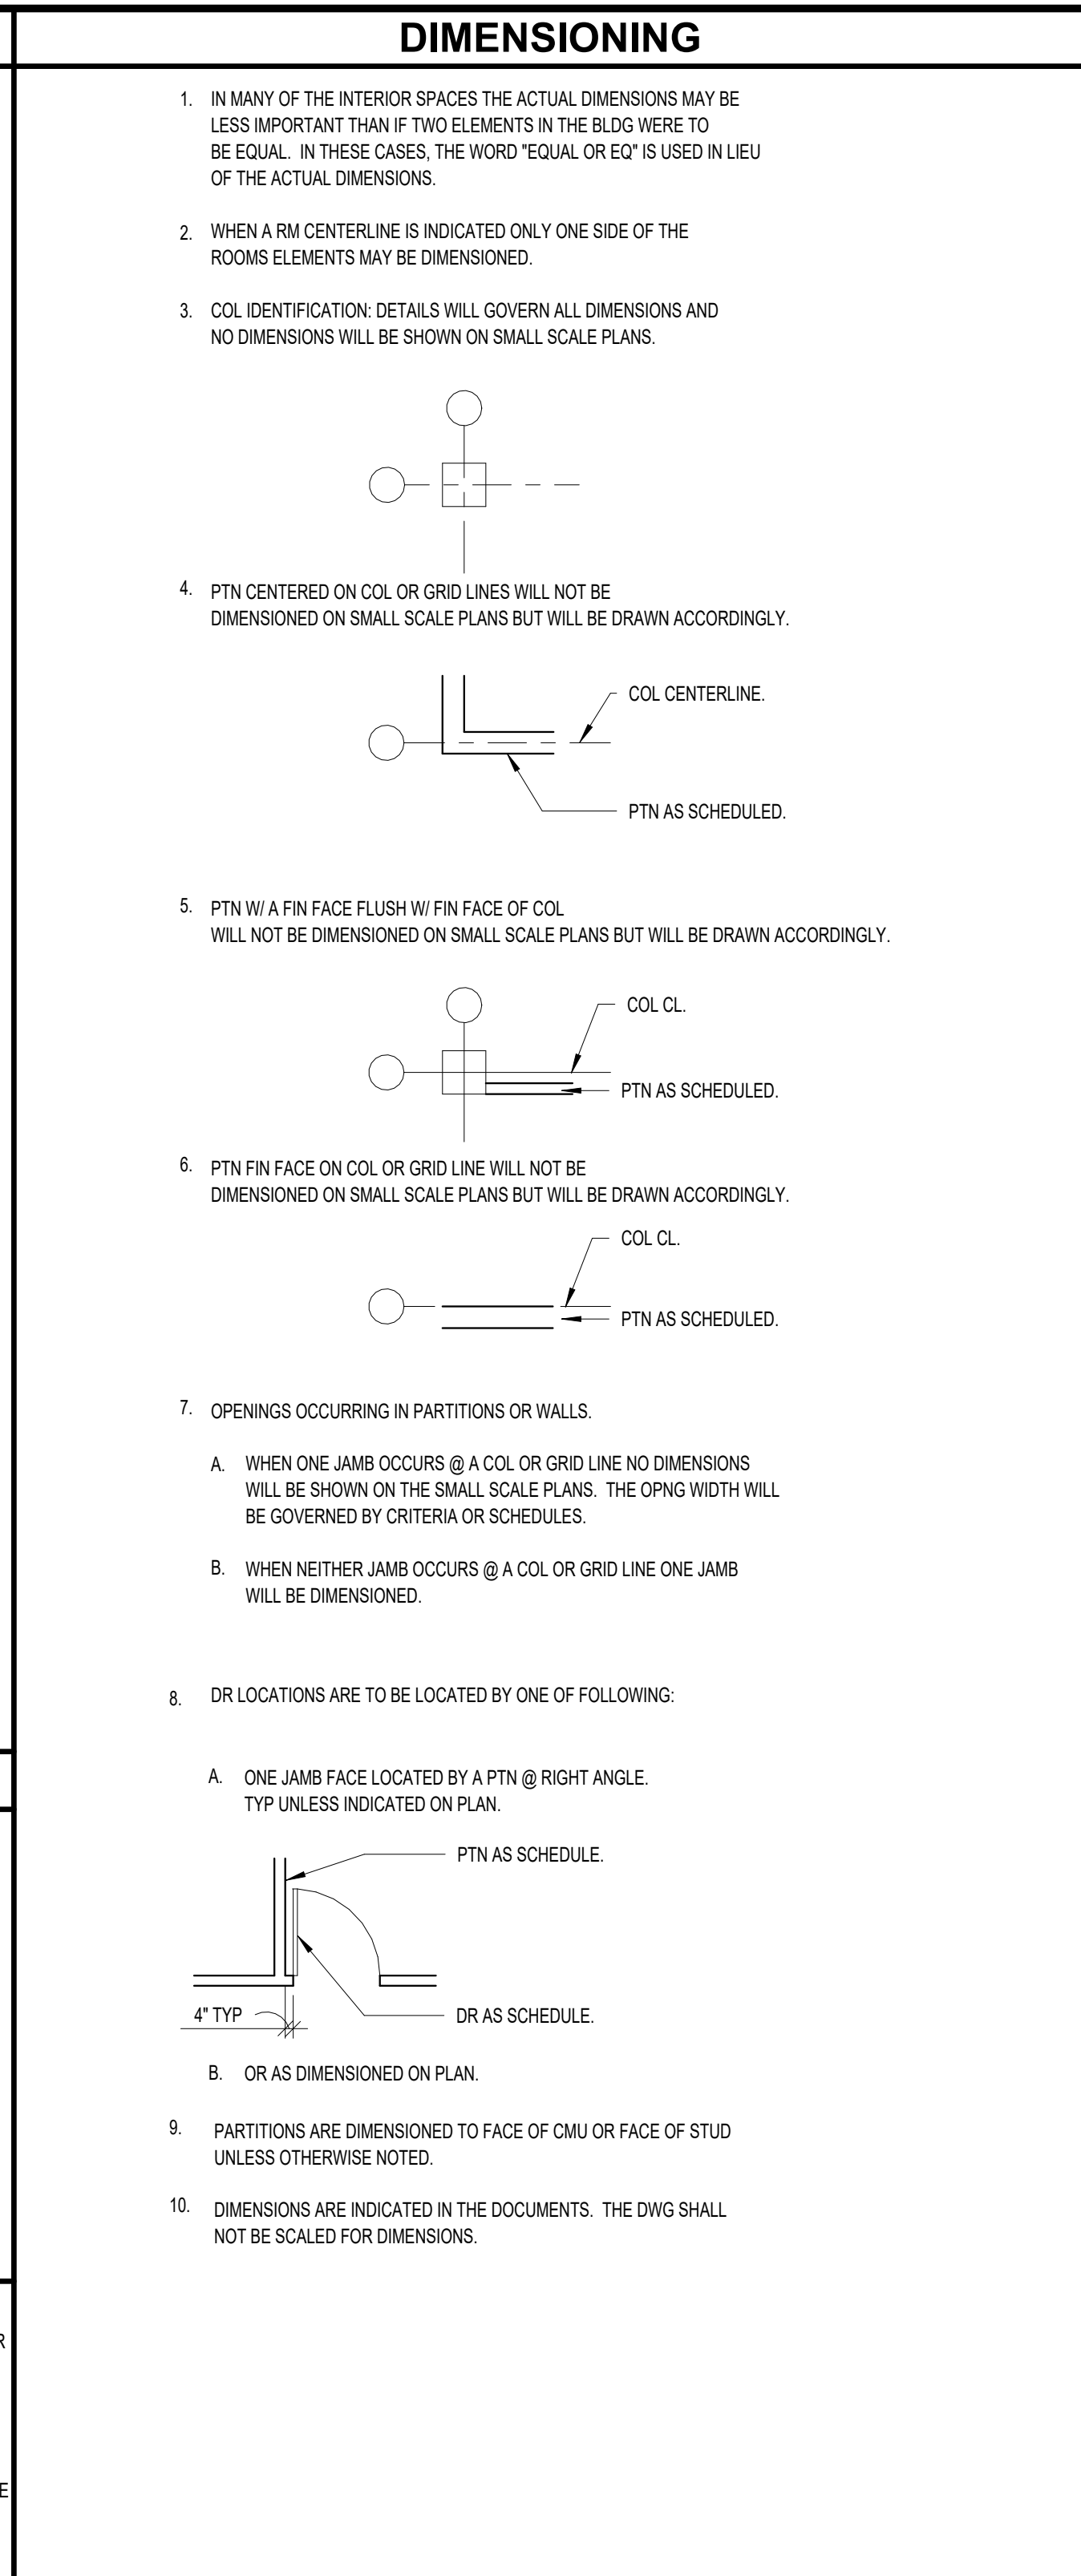 DIMENSIONING
1. IN MANY OF THE INTERIOR SPACES THE ACTUAL DIMENSIONS MAY BE
LESS IMPORTANT THAN IF TWO ELEMENTS IN THE BLDG WERE TO
BE EQUAL. IN THESE CASES, THE WORD "EQUAL OR EQ" IS USED IN LIEU
OF THE ACTUAL DIMENSIONS.
2. WHEN A RM CENTERLINE IS INDICATED ONLY ONE SIDE OF THE
ROOMS ELEMENTS MAY BE DIMENSIONED.
3. COL IDENTIFICATION: DETAILS WILL GOVERN ALL DIMENSIONS AND
NO DIMENSIONS WILL BE SHOWN ON SMALL SCALE PLANS.
4. PTN CENTERED ON COL OR GRID LINES WILL NOT BE
DIMENSIONED ON SMALL SCALE PLANS BUT WILL BE DRAWN ACCORDINGLY.
COL CENTERLINE.
PTN AS SCHEDULED.
5. PTN W/ A FIN FACE FLUSH W/ FIN FACE OF COL
WILL NOT BE DIMENSIONED ON SMALL SCALE PLANS BUT WILL BE DRAWN ACCORDINGLY.
COL CL.
PTN AS SCHEDULED.
6. PTN FIN FACE ON COL OR GRID LINE WILL NOT BE
DIMENSIONED ON SMALL SCALE PLANS BUT WILL BE DRAWN ACCORDINGLY.
COL CL.
PTN AS SCHEDULED.
7. OPENINGS OCCURRING IN PARTITIONS OR WALLS.
A. WHEN ONE JAMB OCCURS @ A COL OR GRID LINE NO DIMENSIONS
WILL BE SHOWN ON THE SMALL SCALE PLANS. THE OPNG WIDTH WILL
BE GOVERNED BY CRITERIA OR SCHEDULES.
B. WHEN NEITHER JAMB OCCURS @ A COL OR GRID LINE ONE JAMB
WILL BE DIMENSIONED.
8. DR LOCATIONS ARE TO BE LOCATED BY ONE OF FOLLOWING:
A. ONE JAMB FACE LOCATED BY A PTN @ RIGHT ANGLE.
TYP UNLESS INDICATED ON PLAN.
PTN AS SCHEDULE.
4" TYP
DR AS SCHEDULE.
B. OR AS DIMENSIONED ON PLAN.
9. PARTITIONS ARE DIMENSIONED TO FACE OF CMU OR FACE OF STUD
UNLESS OTHERWISE NOTED.
10. DIMENSIONS ARE INDICATED IN THE DOCUMENTS. THE DWG SHALL
NOT BE SCALED FOR DIMENSIONS.